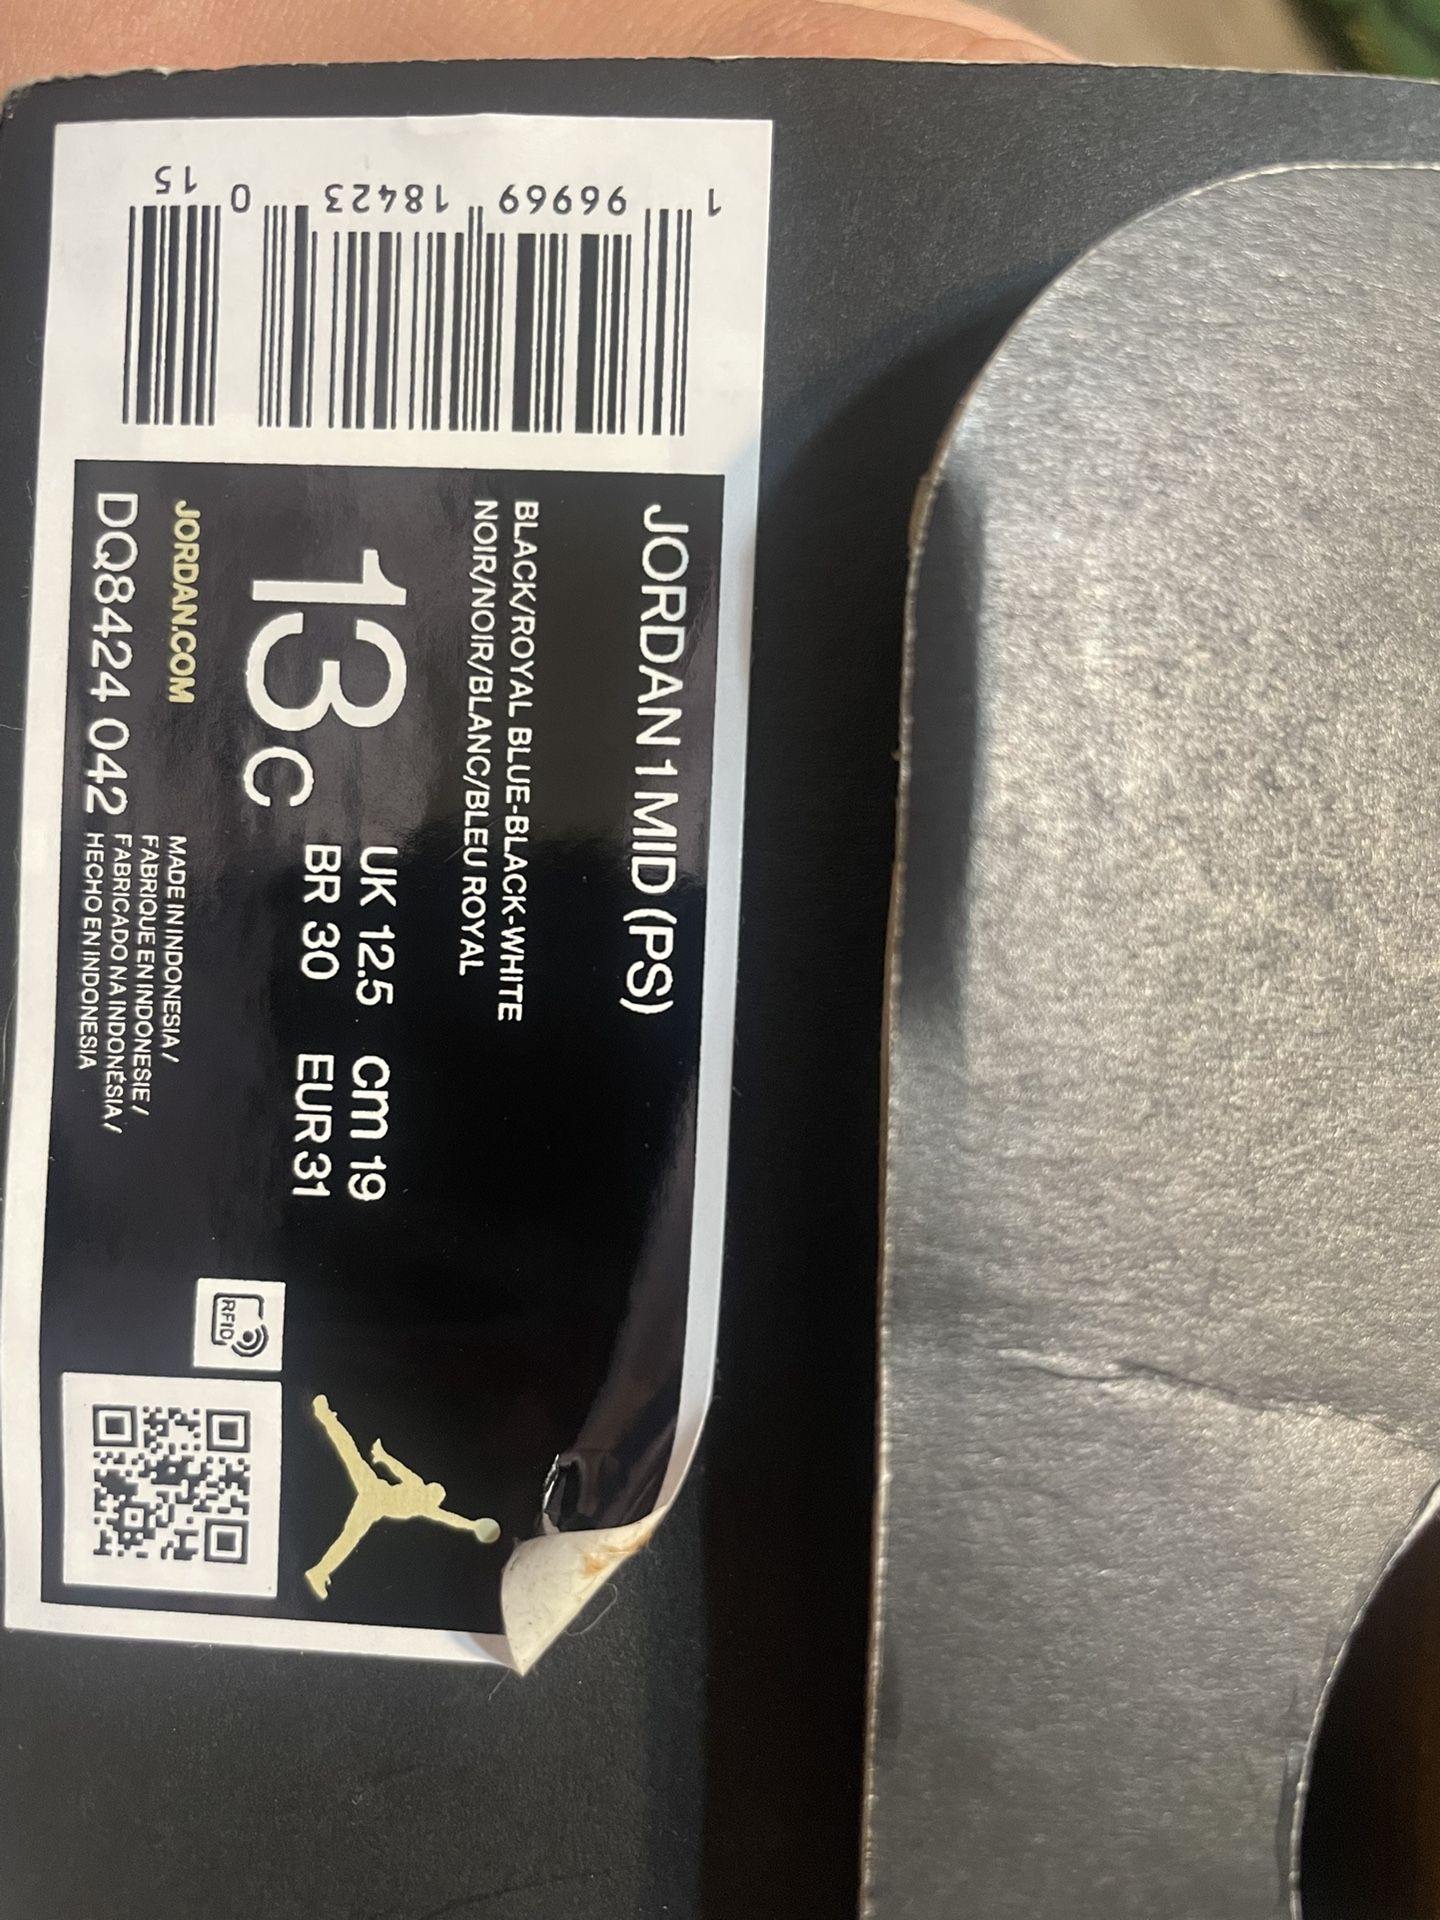 JORDAN 1 MID (PS)
BLACK/ROYAL BLUE-BLACK-WHITE
NOIR/NOIR/BLANC/BLEU ROYAL
13C
UK 12.5 cm 19
BR 30 EUR 31
JORDAN.COM
DQ8424 042
MADE IN INDONESIA /
FABRIQUE EN INDONESIE /
FABRICADO NA INDONÉSIA /
HECHO EN INDONESIA
RFID
1 96969 18423 0 15